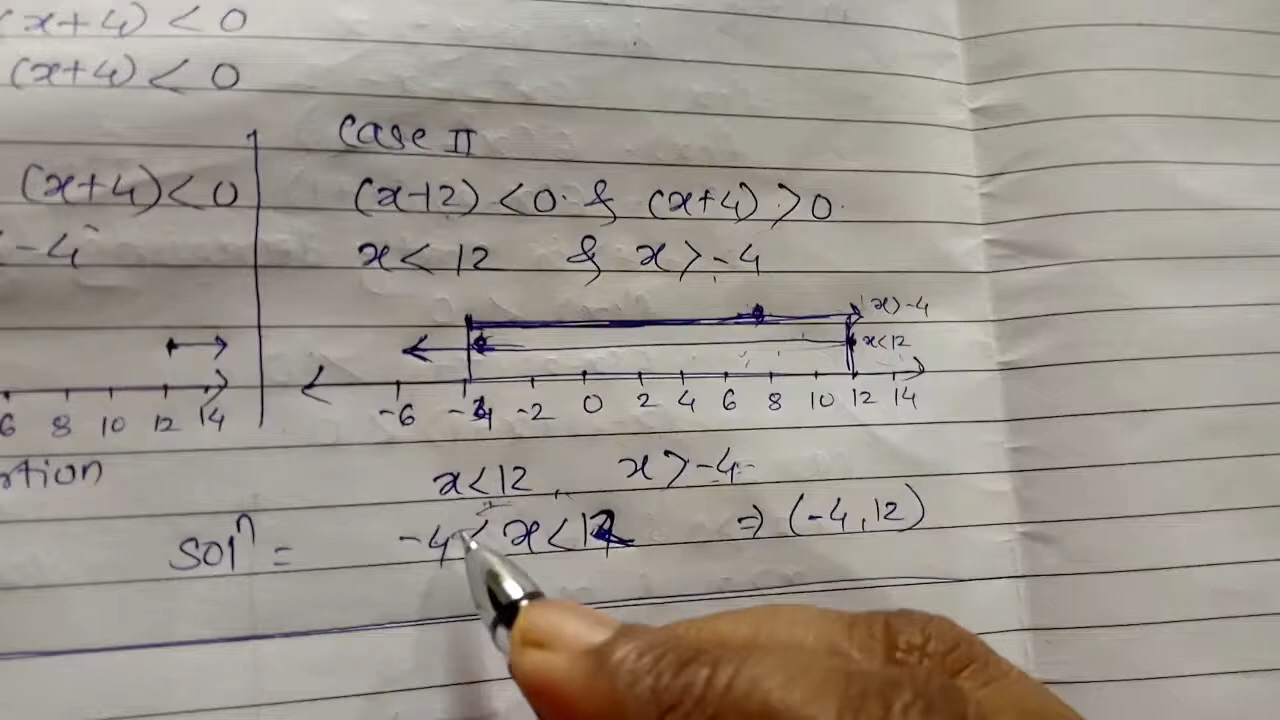 (x+4) < 0
(x+4) < 0
Case II
(x+4) < 0
(x-12) < 0 & (x+4) > 0
-4
x < 12 & x > -4
x > -4
x < 12
6 8 10 12 14
-6 -4 -2 0 2 4 6 8 10 12 14
x < 12, x > -4
Solⁿ = -4 < x < 12 ⇒ (-4, 12)